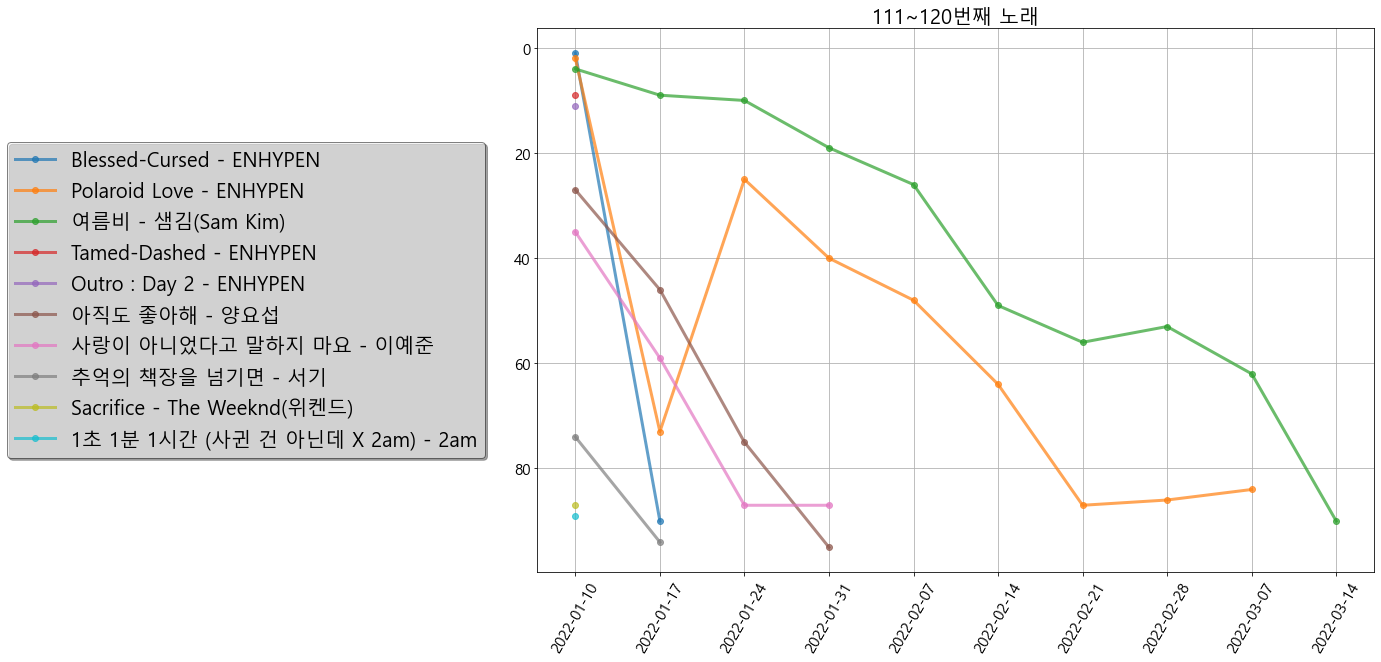 111~120번째 노래
Blessed-Cursed - ENHYPEN
Polaroid Love - ENHYPEN
여름비 - 샘김(Sam Kim)
Tamed-Dashed - ENHYPEN
Outro : Day 2 - ENHYPEN
아직도 좋아해 - 양요섭
사랑이 아니었다고 말하지 마요 - 이예준
추억의 책장을 넘기면 - 서기
Sacrifice - The Weeknd(위켄드)
1초 1분 1시간 (사귄 건 아닌데 X 2am) - 2am
0
20
40
60
80
2022-01-10
2022-01-17
2022-01-24
2022-01-31
2022-02-07
2022-02-14
2022-02-21
2022-02-28
2022-03-07
2022-03-14